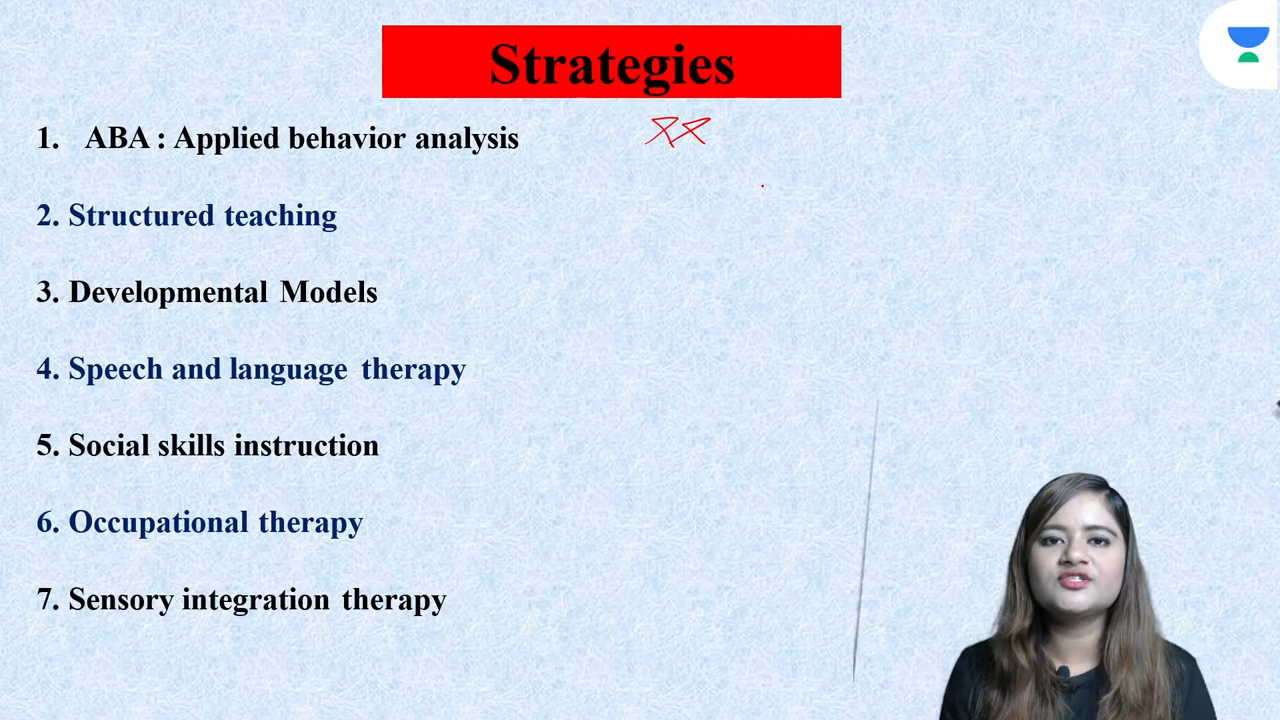 Strategies
1. ABA : Applied behavior analysis
2. Structured teaching
3. Developmental Models
4. Speech and language therapy
5. Social skills instruction
6. Occupational therapy
7. Sensory integration therapy